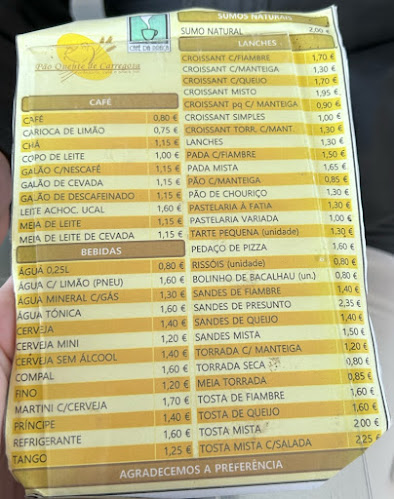 Pão Quente de Carregosa
CAFÉ
CAFÉ 0,80 €
CARIOCA DE LIMÃO 0,75 €
CHÁ 1,15 €
COPO DE LEITE 1,00 €
GALÃO C/NESCAFÉ 1,15 €
GALÃO DE CEVADA 1,15 €
GALÃO DE DESCAFEINADO 1,15 €
LEITE ACHOC. UCAL 1,60 €
MEIA DE LEITE 1,15 €
MEIA DE LEITE DE CEVADA 1,15 €
BEBIDAS
ÁGUA 0,25L 0,80 €
ÁGUA C/ LIMÃO (PNEU) 1,60 €
ÁGUA MINERAL C/GÁS 1,30 €
ÁGUA TÓNICA 1,60 €
CERVEJA 1,40 €
CERVEJA MINI 1,20 €
CERVEJA SEM ÁLCOOL 1,40 €
COMPAL 1,60 €
FINO 1,20 €
MARTINI C/CERVEJA 1,70 €
PRÍNCIPE 1,40 €
REFRIGERANTE 1,60 €
TANGO 1,25 €
SUMOS NATURAIS
SUMO NATURAL 2,00 €
LANCHES
CROISSANT C/FIAMBRE 1,70 €
CROISSANT C/MANTEIGA 1,30 €
CROISSANT C/QUEIJO 1,70 €
CROISSANT MISTO 1,95 €
CROISSANT pq C/ MANTEIGA 0,90 €
CROISSANT SIMPLES 1,00 €
CROISSANT TORR. C/MANT. 1,30 €
LANCHES 1,30 €
PADA C/FIAMBRE 1,50 €
PADA MISTA 1,65 €
PÃO C/MANTEIGA 0,85 €
PÃO DE CHOURIÇO 1,30 €
PASTELARIA Á FATIA 1,30 €
PASTELARIA VARIADA 1,00 €
TARTE PEQUENA (unidade) 1,30 €
PEDAÇO DE PIZZA 1,60 €
RISSÓIS (unidade) 0,80 €
BOLINHO DE BACALHAU (un.) 0,80 €
SANDES DE FIAMBRE 1,40 €
SANDES DE PRESUNTO 2,35 €
SANDES DE QUEIJO 1,40 €
SANDES MISTA 1,50 €
TORRADA C/ MANTEIGA 1,20 €
TORRADA SECA 0,80 €
MEIA TORRADA 0,85 €
TOSTA DE FIAMBRE 1,60 €
TOSTA DE QUEIJO 1,60 €
TOSTA MISTA 2,00 €
TOSTA MISTA C/SALADA 2,25 €
AGRADECEMOS A PREFERÊNCIA